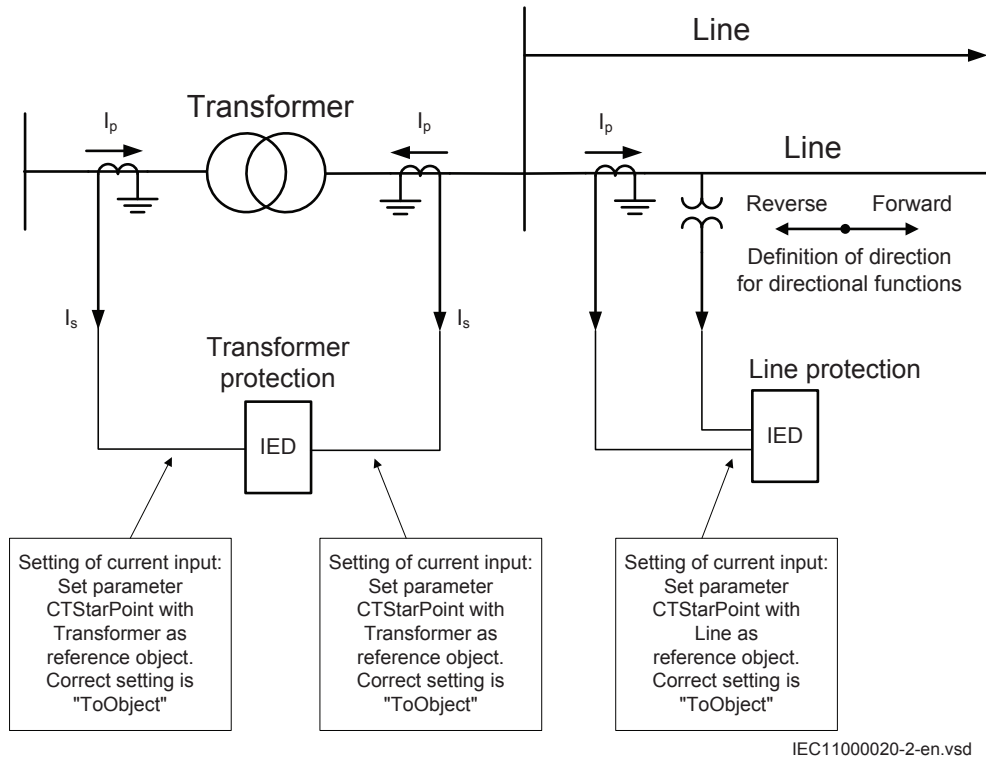 Line
Transformer
Ip
Ip
Ip
Line
Reverse
Forward
Definition of direction
for directional functions
Is
Is
Transformer
protection
Line protection
IED
IED
Setting of current input:
Set parameter
CTStarPoint with
Transformer as
reference object.
Correct setting is
"ToObject"
Setting of current input:
Set parameter
CTStarPoint with
Transformer as
reference object.
Correct setting is
"ToObject"
Setting of current input:
Set parameter
CTStarPoint with
Line as
reference object.
Correct setting is
"ToObject"
IEC11000020-2-en.vsd